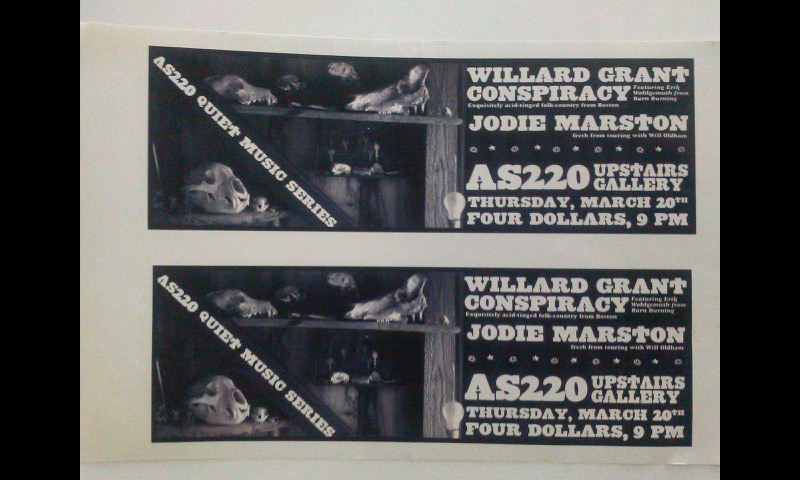 AS220 QUIET MUSIC SERIES
WILLARD GRANT
CONSPIRACY
Featuring Erik
Wohlgemuth from
Barn Burning
Exquisitely acid-tinged folk-country from Boston
JODIE MARSTON
fresh from touring with Will Oldham
AS220 UPSTAIRS
GALLERY
THURSDAY, MARCH 20TH
FOUR DOLLARS, 9 PM
AS220 QUIET MUSIC SERIES
WILLARD GRANT
CONSPIRACY
Featuring Erik
Wohlgemuth from
Barn Burning
Exquisitely acid-tinged folk-country from Boston
JODIE MARSTON
fresh from touring with Will Oldham
AS220 UPSTAIRS
GALLERY
THURSDAY, MARCH 20TH
FOUR DOLLARS, 9 PM